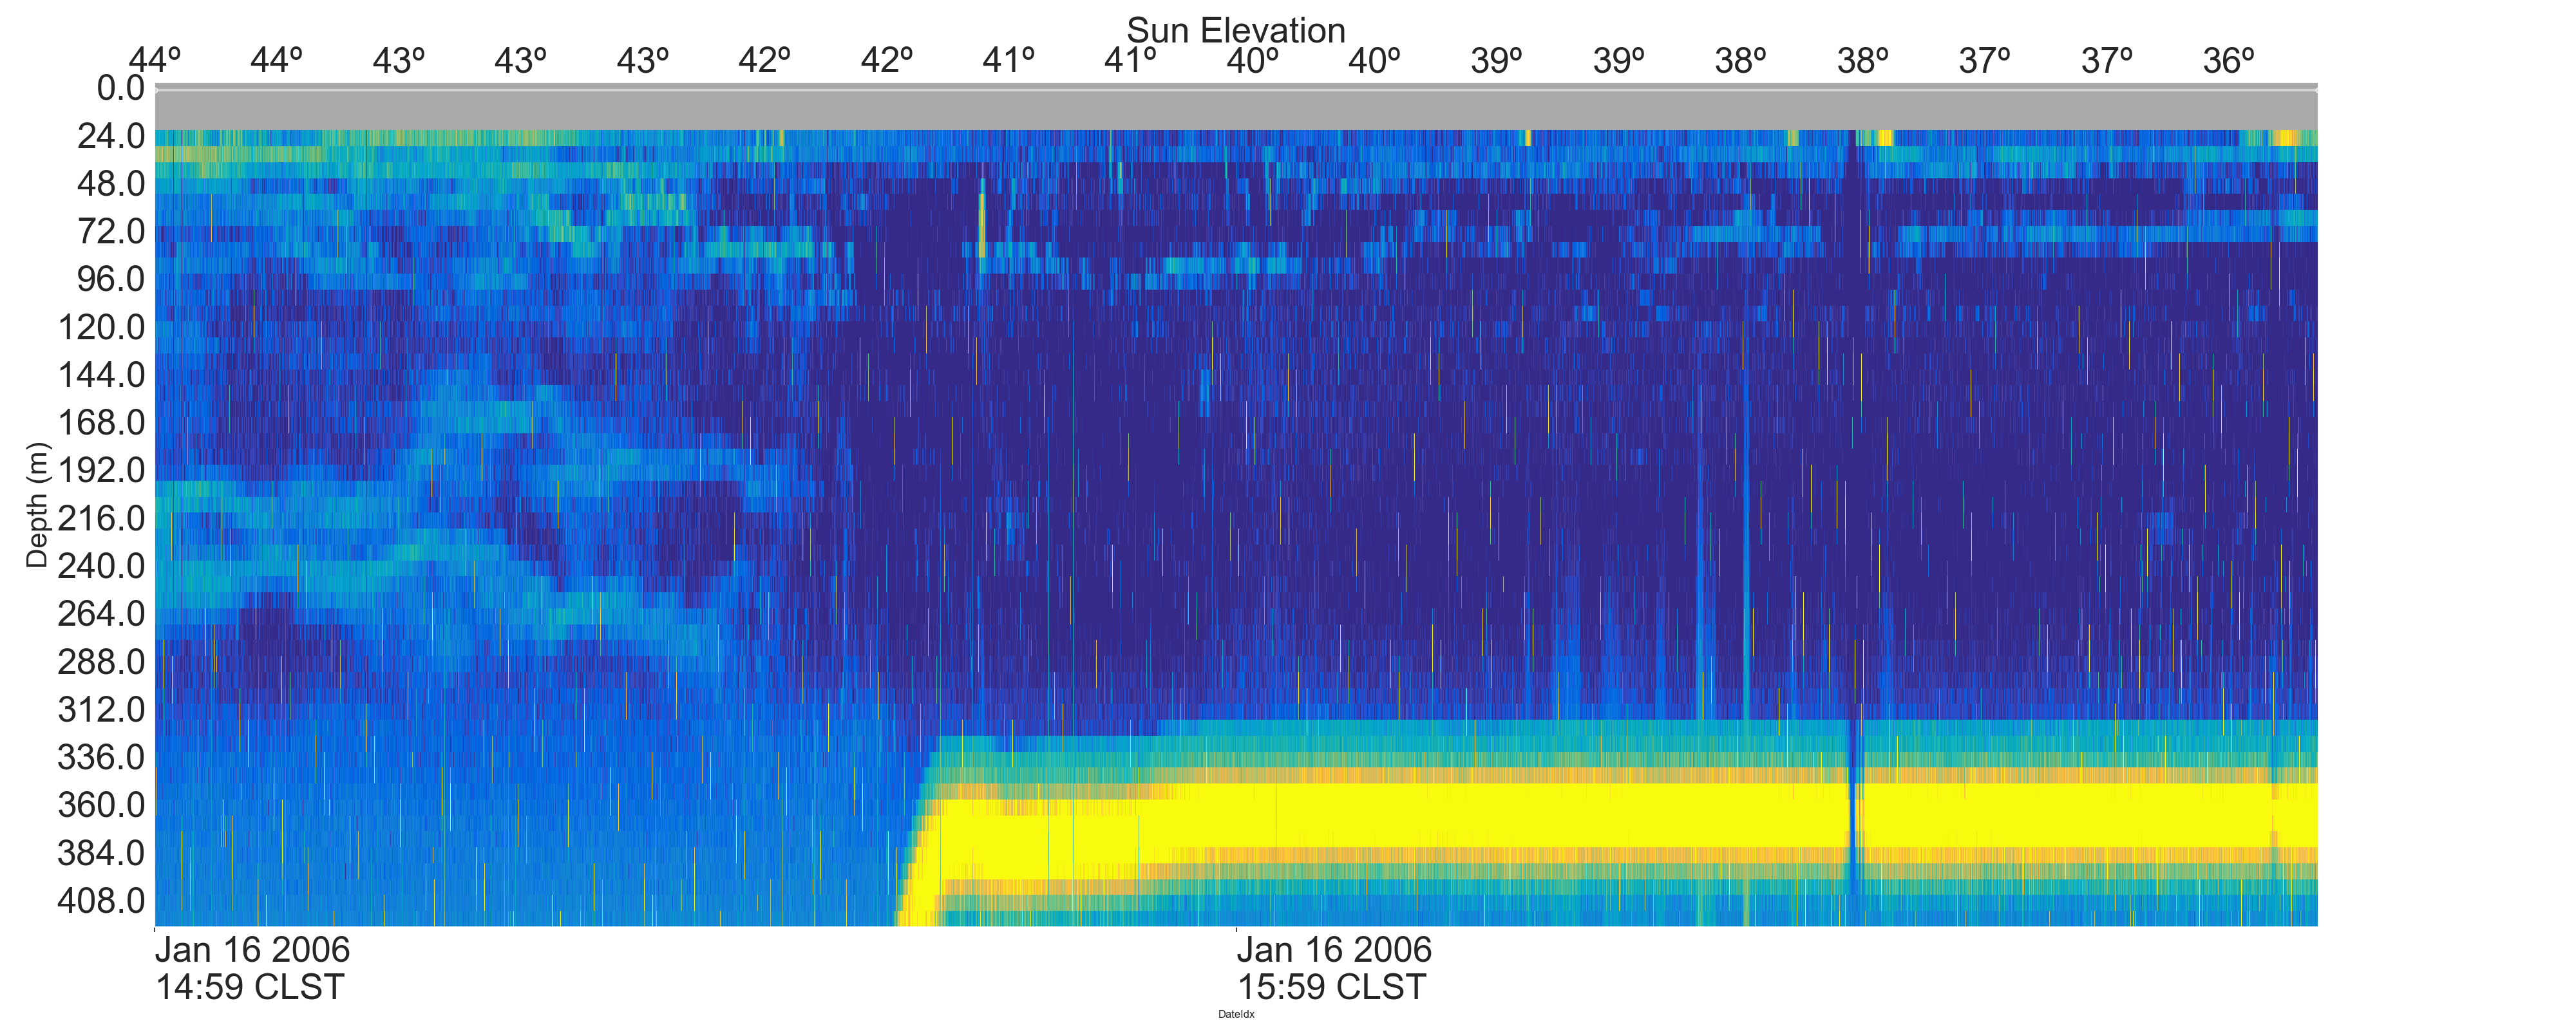 Sun Elevation
44º 44º 43º 43º 43º 42º 42º 41º 41º 40º 40º 39º 39º 38º 38º 37º 37º 36º
0.0
24.0
48.0
72.0
96.0
120.0
144.0
168.0
192.0
216.0
240.0
264.0
288.0
312.0
336.0
360.0
384.0
408.0
Depth (m)
Jan 16 2006
14:59 CLST
Jan 16 2006
15:59 CLST
DateIdx